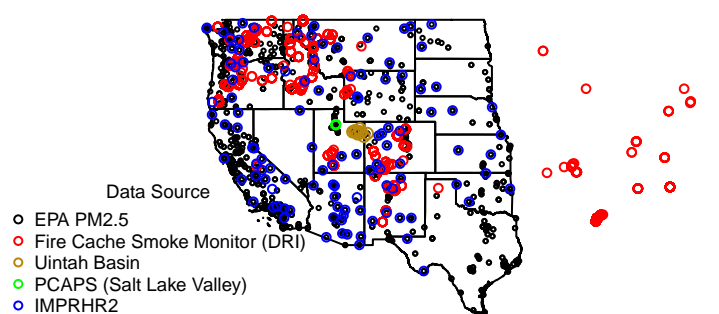 Data Source
EPA PM2.5
Fire Cache Smoke Monitor (DRI)
Uintah Basin
PCAPS (Salt Lake Valley)
IMPRHR2